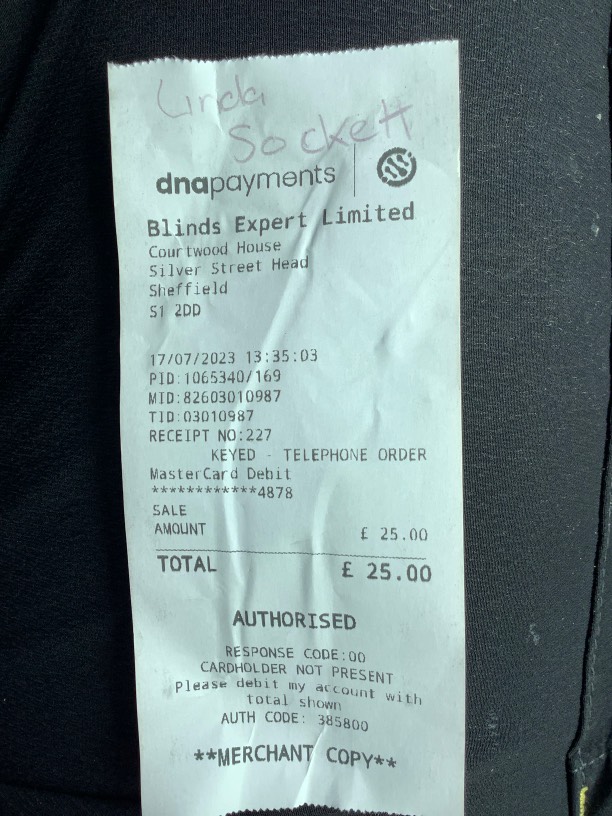 Linda
Sockett
dnapayments
Blinds Expert Limited
Courtwood House
Silver Street Head
Sheffield
S1 2DD
17/07/2023 13:35:03
PID:1065340/169
MID:82603010987
TID:03010987
RECEIPT NO:227
KEYED - TELEPHONE ORDER
MasterCard Debit
************4878
SALE
AMOUNT £ 25.00
TOTAL £ 25.00
AUTHORISED
RESPONSE CODE:00
CARDHOLDER NOT PRESENT
Please debit my account with
total shown
AUTH CODE: 385800
**MERCHANT COPY**